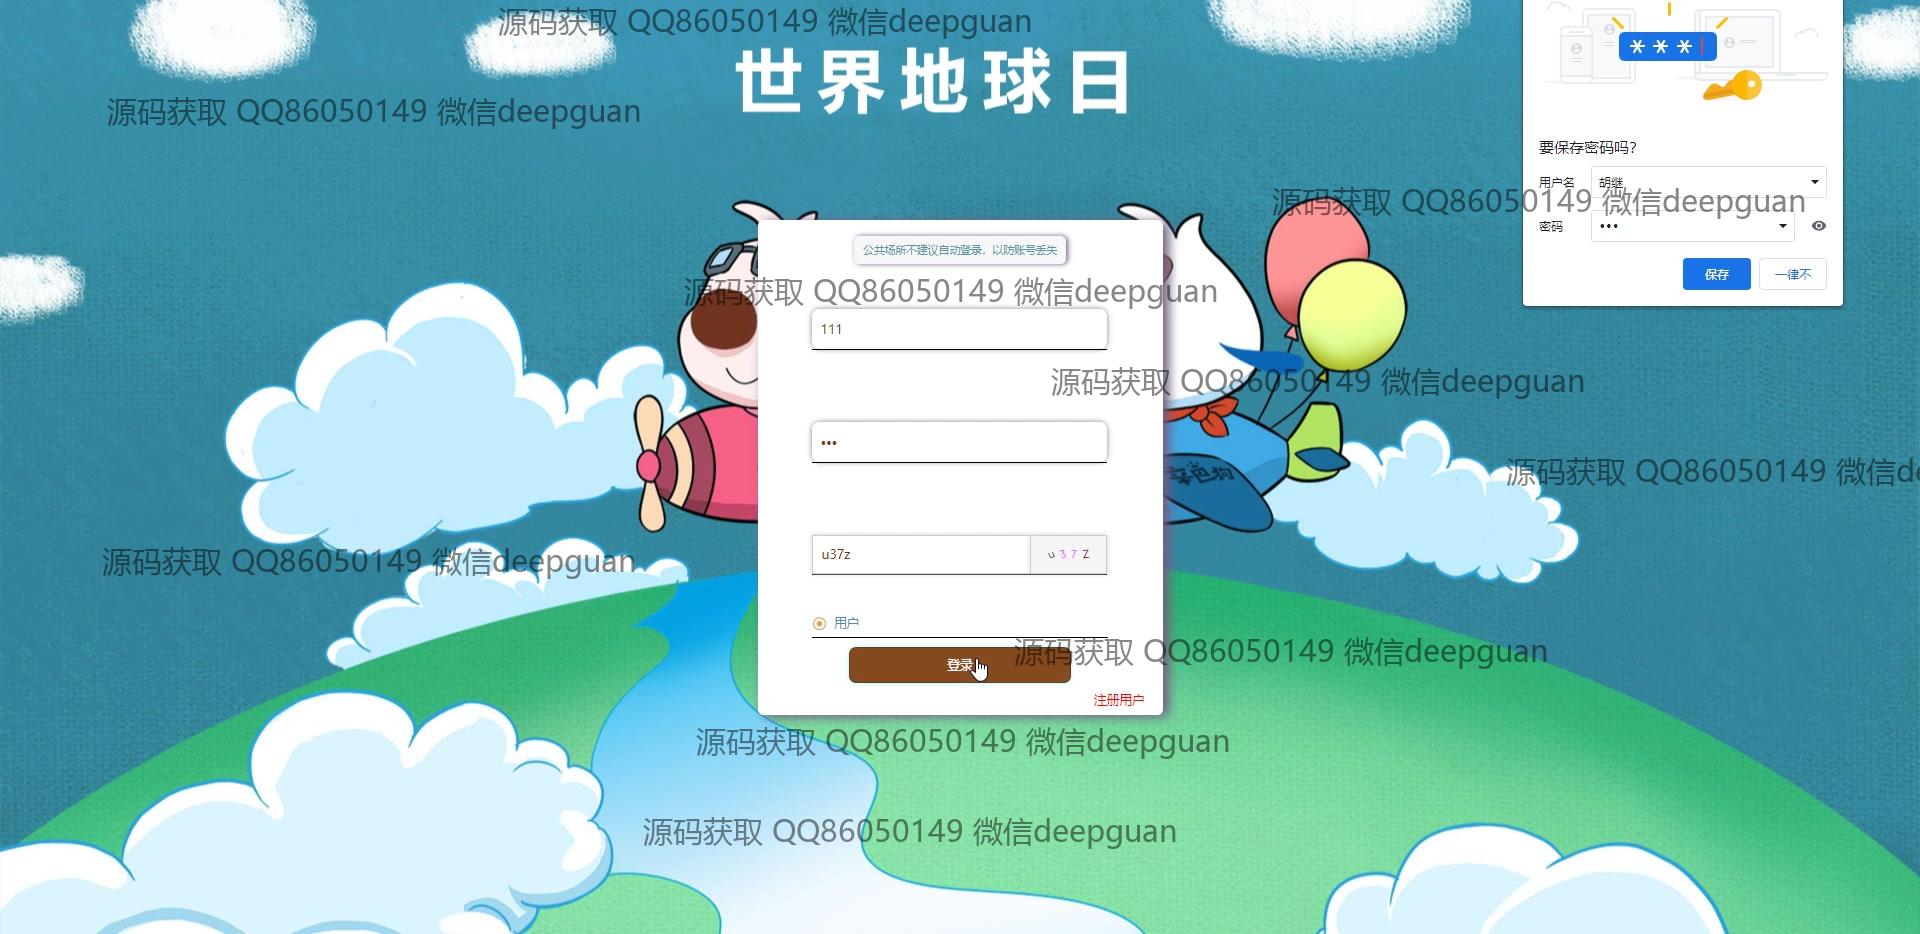 源码获取 QQ86050149 微信deepguan
世界地球日
源码获取 QQ86050149 微信deepguan
* * *
要保存密码吗?
用户名
胡继
源码获取 QQ86050149 微信deepguan
密码
•••
保存
一律不
公共场所不建议自动登录，以防账号丢失
源码获取 QQ86050149 微信deepguan
111
源码获取 QQ86050149 微信deepguan
•••
源码获取 QQ86050149 微信de
u37z
u 3 7 Z
源码获取 QQ86050149 微信deepguan
用户
源码获取 QQ86050149 微信deepguan
登录
注册用户
源码获取 QQ86050149 微信deepguan
源码获取 QQ86050149 微信deepguan